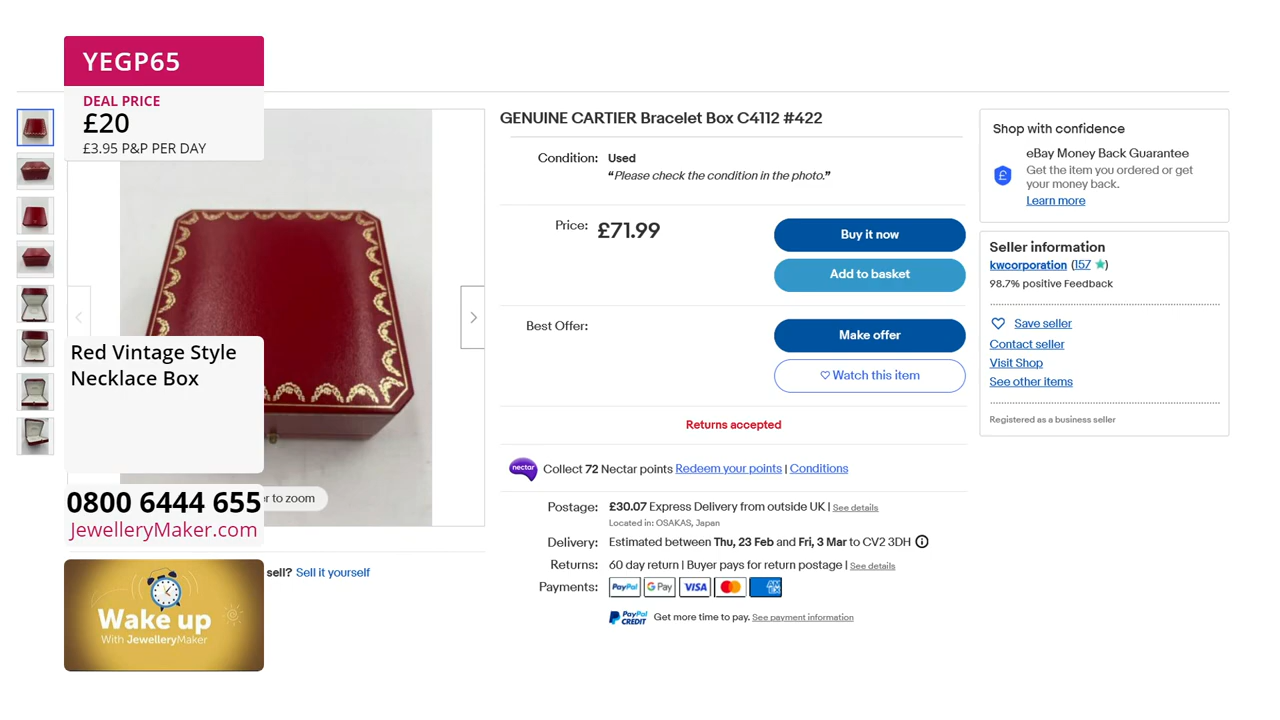 YEGP65
DEAL PRICE
£20
£3.95 P&P PER DAY
Red Vintage Style
Necklace Box
0800 6444 655
JewelleryMaker.com
Wake up
With JewelleryMaker
r to zoom
sell? Sell it yourself
GENUINE CARTIER Bracelet Box C4112 #422
Condition: Used
“Please check the condition in the photo.”
Price: £71.99
Buy it now
Add to basket
Best Offer:
Make offer
Watch this item
Returns accepted
nectar Collect 72 Nectar points Redeem your points | Conditions
Postage: £30.07 Express Delivery from outside UK | See details
Located in: OSAKAS, Japan
Delivery: Estimated between Thu, 23 Feb and Fri, 3 Mar to CV2 3DH
Returns: 60 day return | Buyer pays for return postage | See details
Payments: PayPal G Pay VISA AMEX
PayPal CREDIT Get more time to pay. See payment information
Shop with confidence
eBay Money Back Guarantee
Get the item you ordered or get
your money back.
Learn more
Seller information
kwcorporation (157)
98.7% positive Feedback
Save seller
Contact seller
Visit Shop
See other items
Registered as a business seller